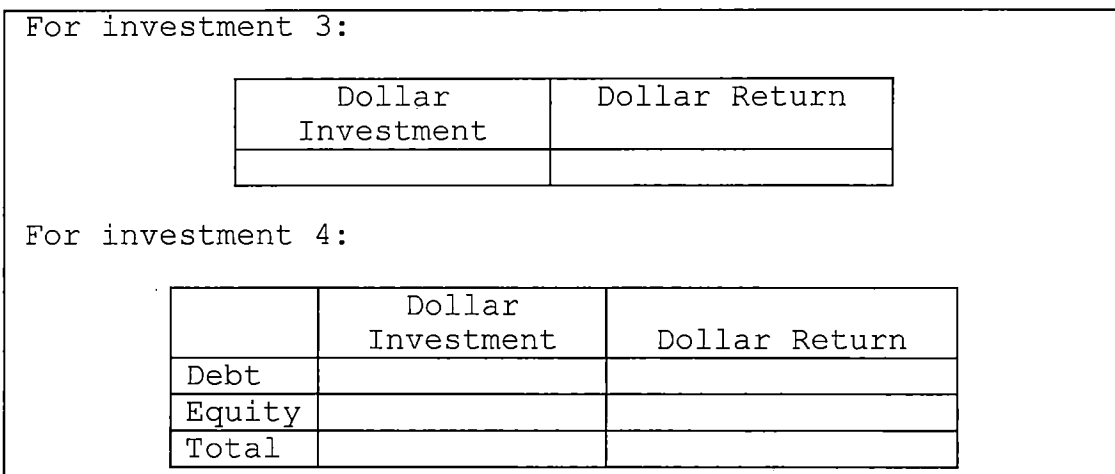 For investment 3:
Dollar Investment Dollar Return
For investment 4:
Dollar Investment Dollar Return
Debt
Equity
Total